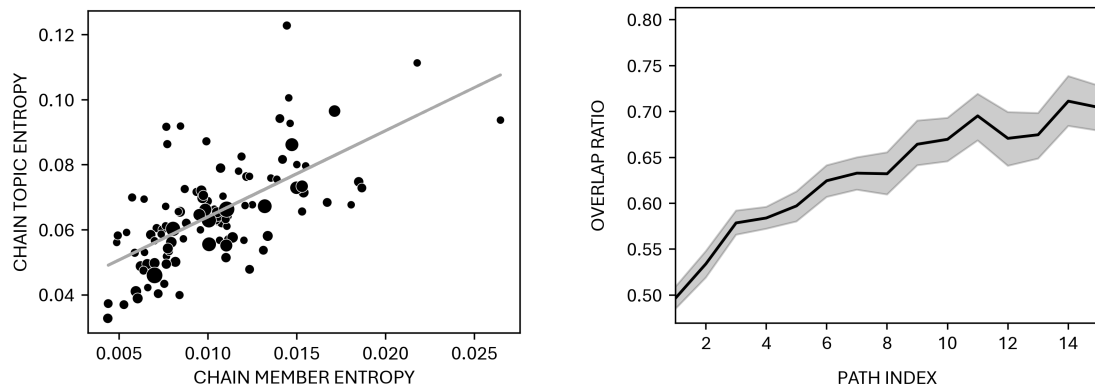 0.12
0.10
0.08
0.06
0.04
CHAIN TOPIC ENTROPY
0.005 0.010 0.015 0.020 0.025
CHAIN MEMBER ENTROPY
0.80
0.75
0.70
0.65
0.60
0.55
0.50
OVERLAP RATIO
2 4 6 8 10 12 14
PATH INDEX